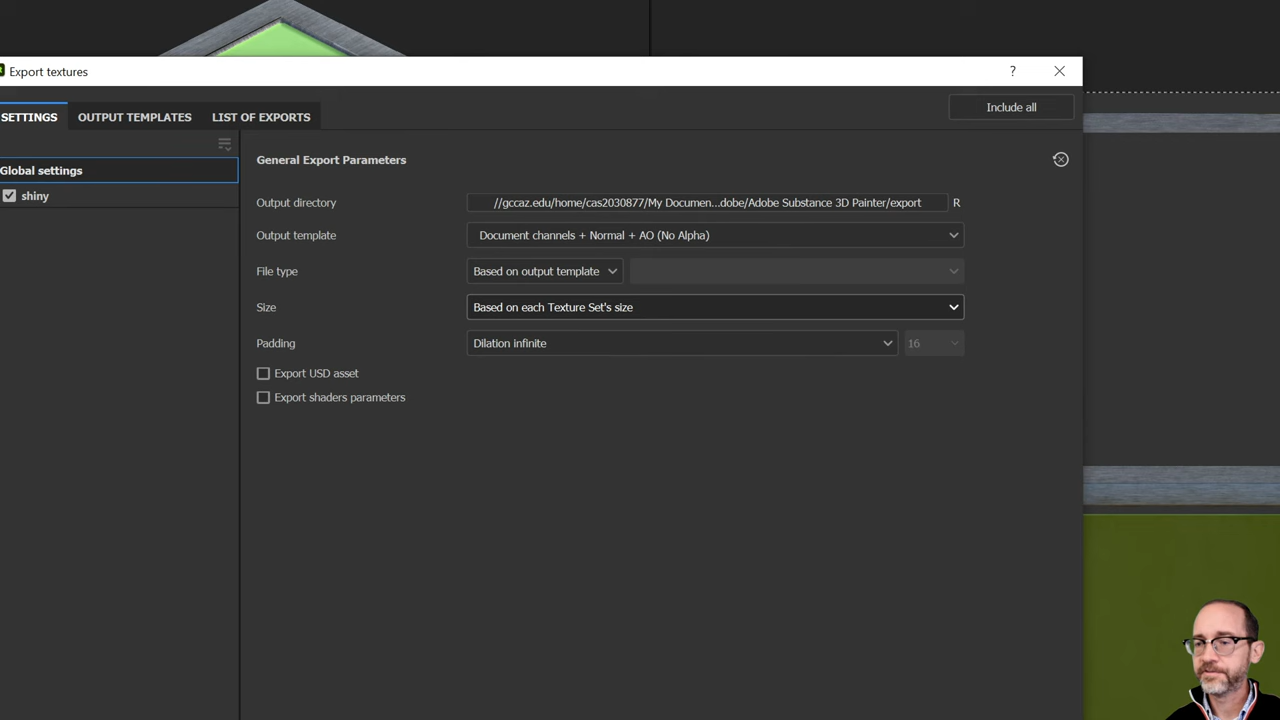 Export textures
?
SETTINGS OUTPUT TEMPLATES LIST OF EXPORTS
Include all
Global settings
shiny
General Export Parameters
Output directory //gccaz.edu/home/cas2030877/My Documen...dobe/Adobe Substance 3D Painter/export R
Output template Document channels + Normal + AO (No Alpha)
File type Based on output template
Size Based on each Texture Set's size
Padding Dilation infinite 16
Export USD asset
Export shaders parameters